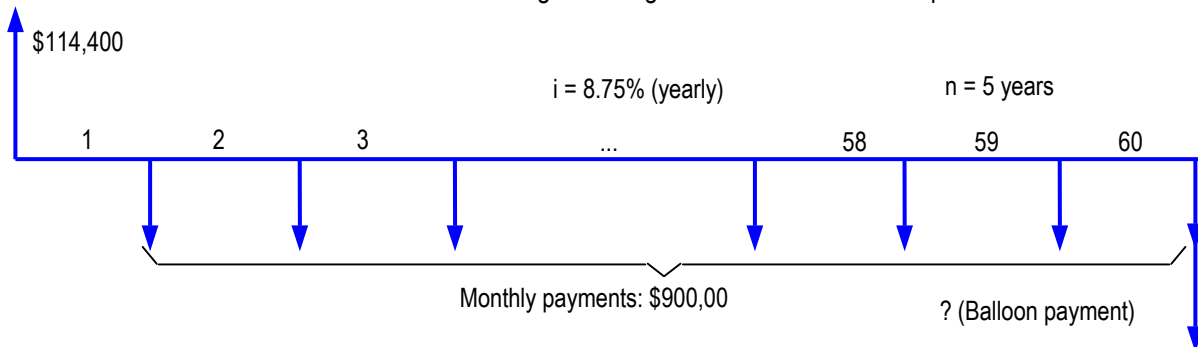 $114,400
i = 8.75% (yearly) n = 5 years
1 2 3 ... 58 59 60
Monthly payments: $900,00
? (Balloon payment)